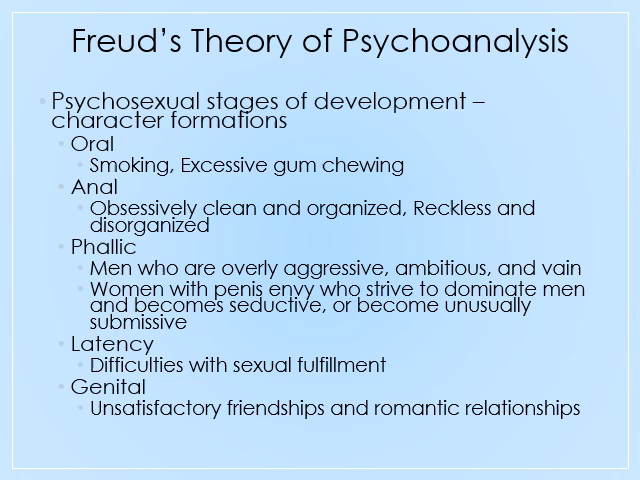 Freud’s Theory of Psychoanalysis
• Psychosexual stages of development –
character formations
• Oral
• Smoking, Excessive gum chewing
• Anal
• Obsessively clean and organized, Reckless and
disorganized
• Phallic
• Men who are overly aggressive, ambitious, and vain
• Women with penis envy who strive to dominate men
and becomes seductive, or become unusually
submissive
• Latency
• Difficulties with sexual fulfillment
• Genital
• Unsatisfactory friendships and romantic relationships